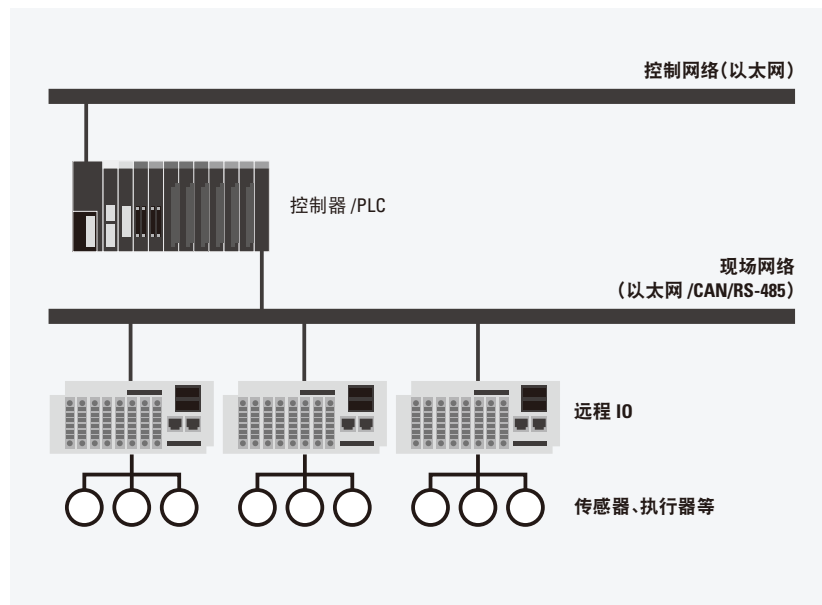 控制网络(以太网)
控制器/PLC
现场网络
(以太网/CAN/RS-485)
远程 IO
传感器、执行器等